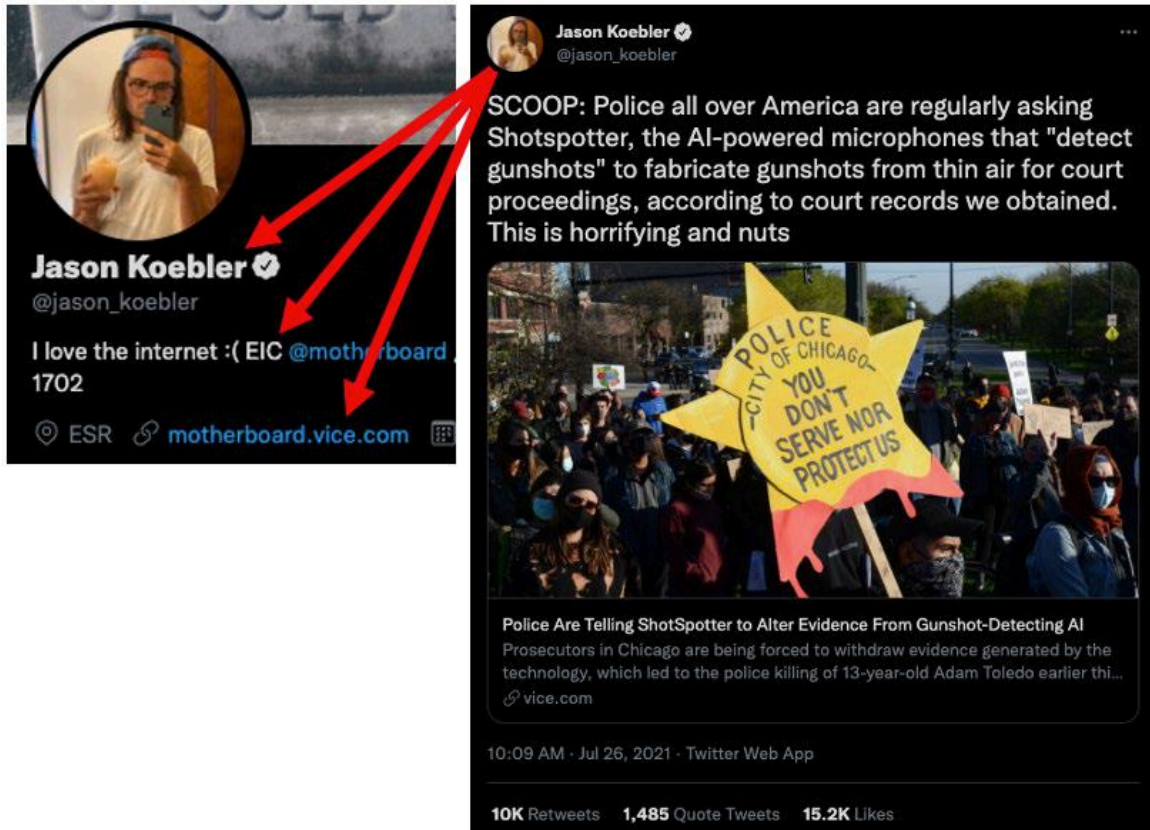 Jason Koebler
@jason_koebler
I love the internet :( EIC @motherboard
1702
ESR motherboard.vice.com
Jason Koebler
@jason_koebler
SCOOP: Police all over America are regularly asking
Shotspotter, the AI-powered microphones that "detect
gunshots" to fabricate gunshots from thin air for court
proceedings, according to court records we obtained.
This is horrifying and nuts
POLICE
CITY OF CHICAGO
YOU
DON'T
SERVE NOR
PROTECT US
Police Are Telling ShotSpotter to Alter Evidence From Gunshot-Detecting AI
Prosecutors in Chicago are being forced to withdraw evidence generated by the
technology, which led to the police killing of 13-year-old Adam Toledo earlier thi...
vice.com
10:09 AM · Jul 26, 2021 · Twitter Web App
10K Retweets 1,485 Quote Tweets 15.2K Likes